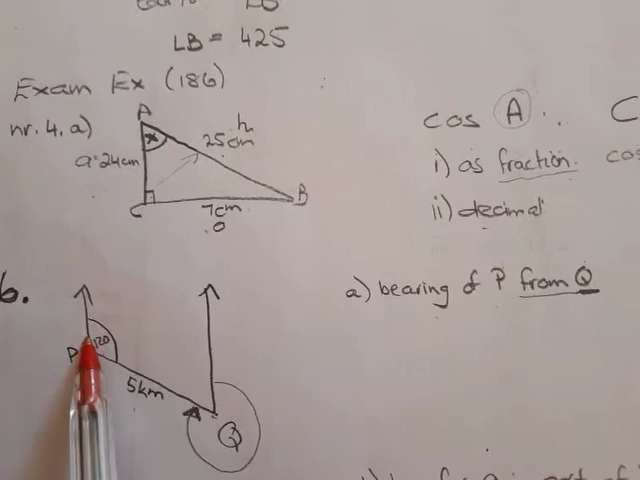 LB = 425
Exam Ex (186)
nr. 4. a)
A
x
h
25cm
a=24cm
C
7cm
O
B
cos A
C
i) as fraction.
cos
ii) decimal
6.
a) bearing of P from Q
P
120
5km
Q